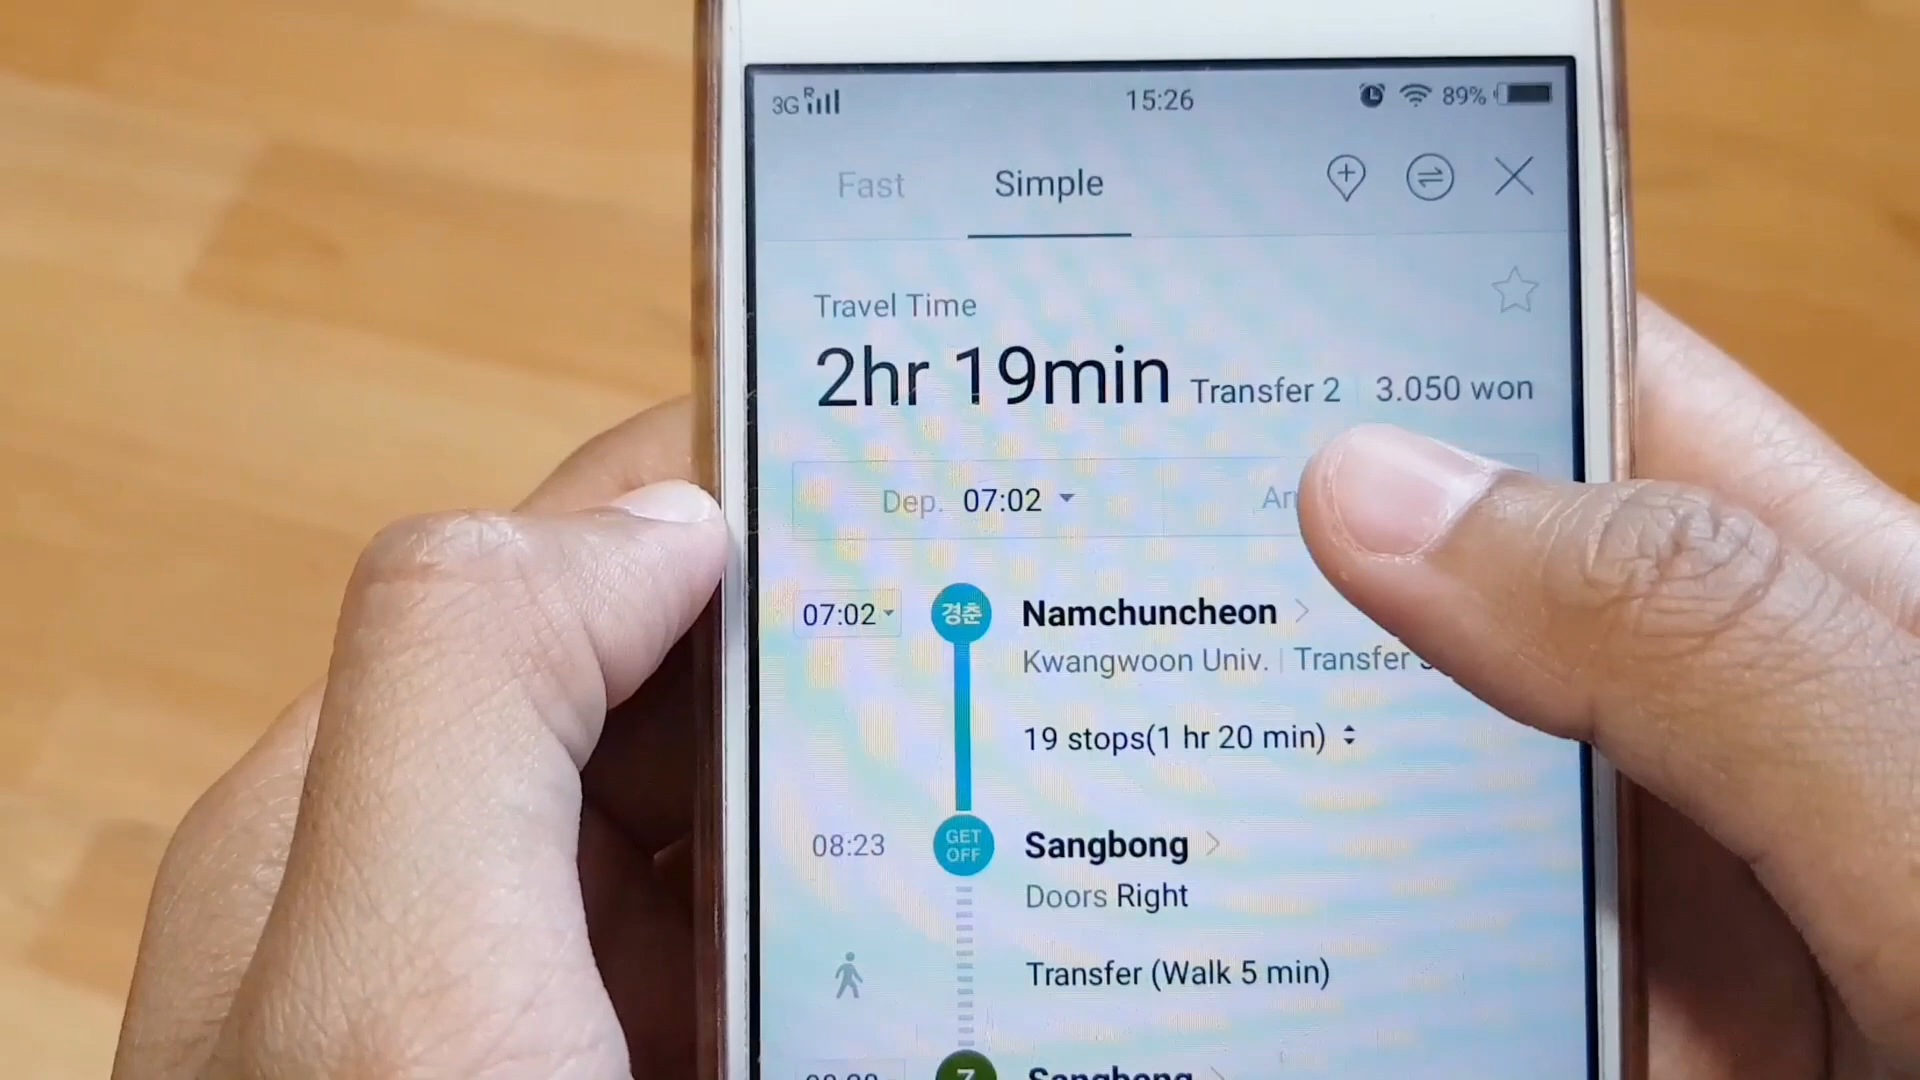 3G R 15:26 89%
Fast Simple
Travel Time
2hr 19min Transfer 2 3.050 won
Dep. 07:02
07:02 경춘 Namchuncheon
Kwangwoon Univ. Transfer
19 stops(1 hr 20 min)
08:23 GET OFF Sangbong
Doors Right
Transfer (Walk 5 min)
7 Sangbong